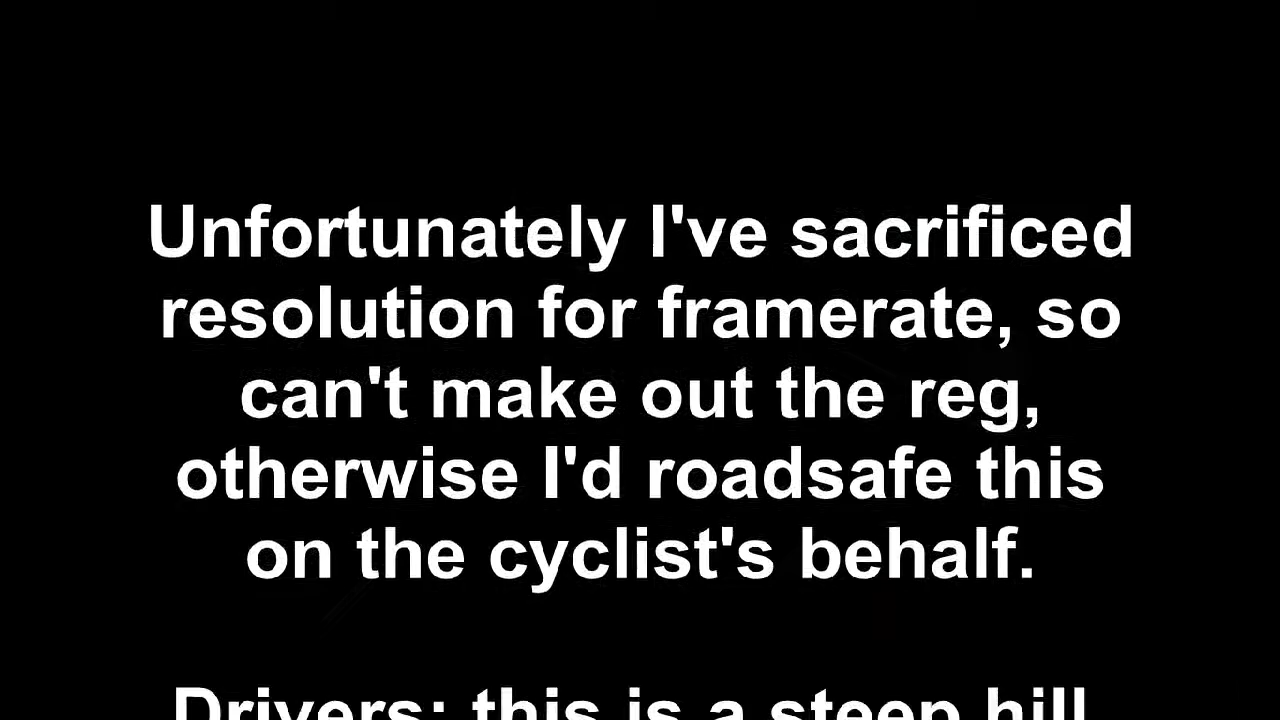 Unfortunately I've sacrificed
resolution for framerate, so
can't make out the reg,
otherwise I'd roadsafe this
on the cyclist's behalf.
Drivers: this is a steep hill